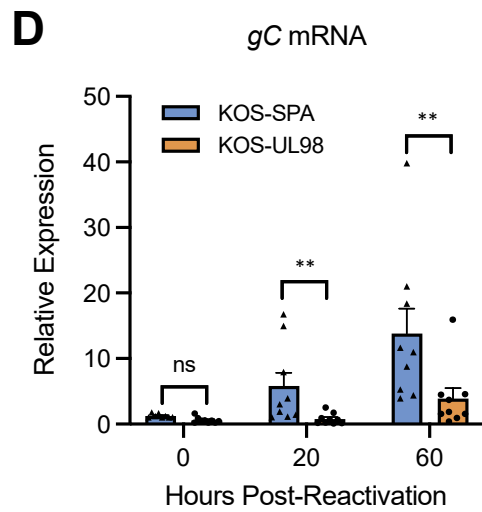 D
gC mRNA
50
40
30
20
10
0
Relative Expression
KOS-SPA
KOS-UL98
ns
**
**
0 20 60
Hours Post-Reactivation